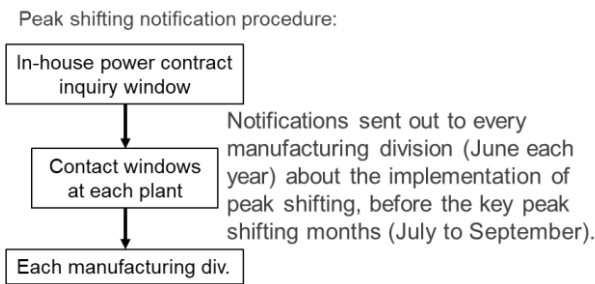 Peak shifting notification procedure:
In-house power contract
inquiry window
Contact windows
at each plant
Each manufacturing div.
Notifications sent out to every
manufacturing division (June each
year) about the implementation of
peak shifting, before the key peak
shifting months (July to September).